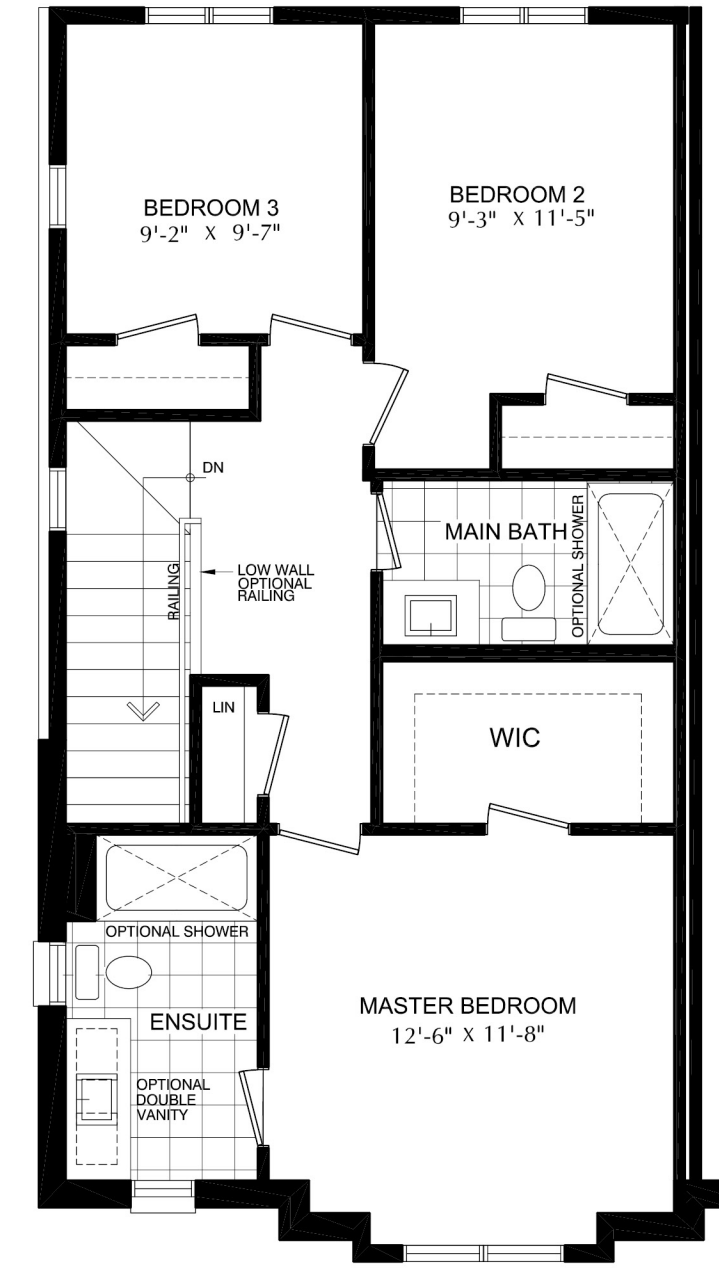 BEDROOM 3
9'-2" X 9'-7"
BEDROOM 2
9'-3" X 11'-5"
DN
RAILING
LOW WALL
OPTIONAL
RAILING
MAIN BATH
OPTIONAL SHOWER
LIN
WIC
OPTIONAL SHOWER
ENSUITE
OPTIONAL
DOUBLE
VANITY
MASTER BEDROOM
12'-6" X 11'-8"